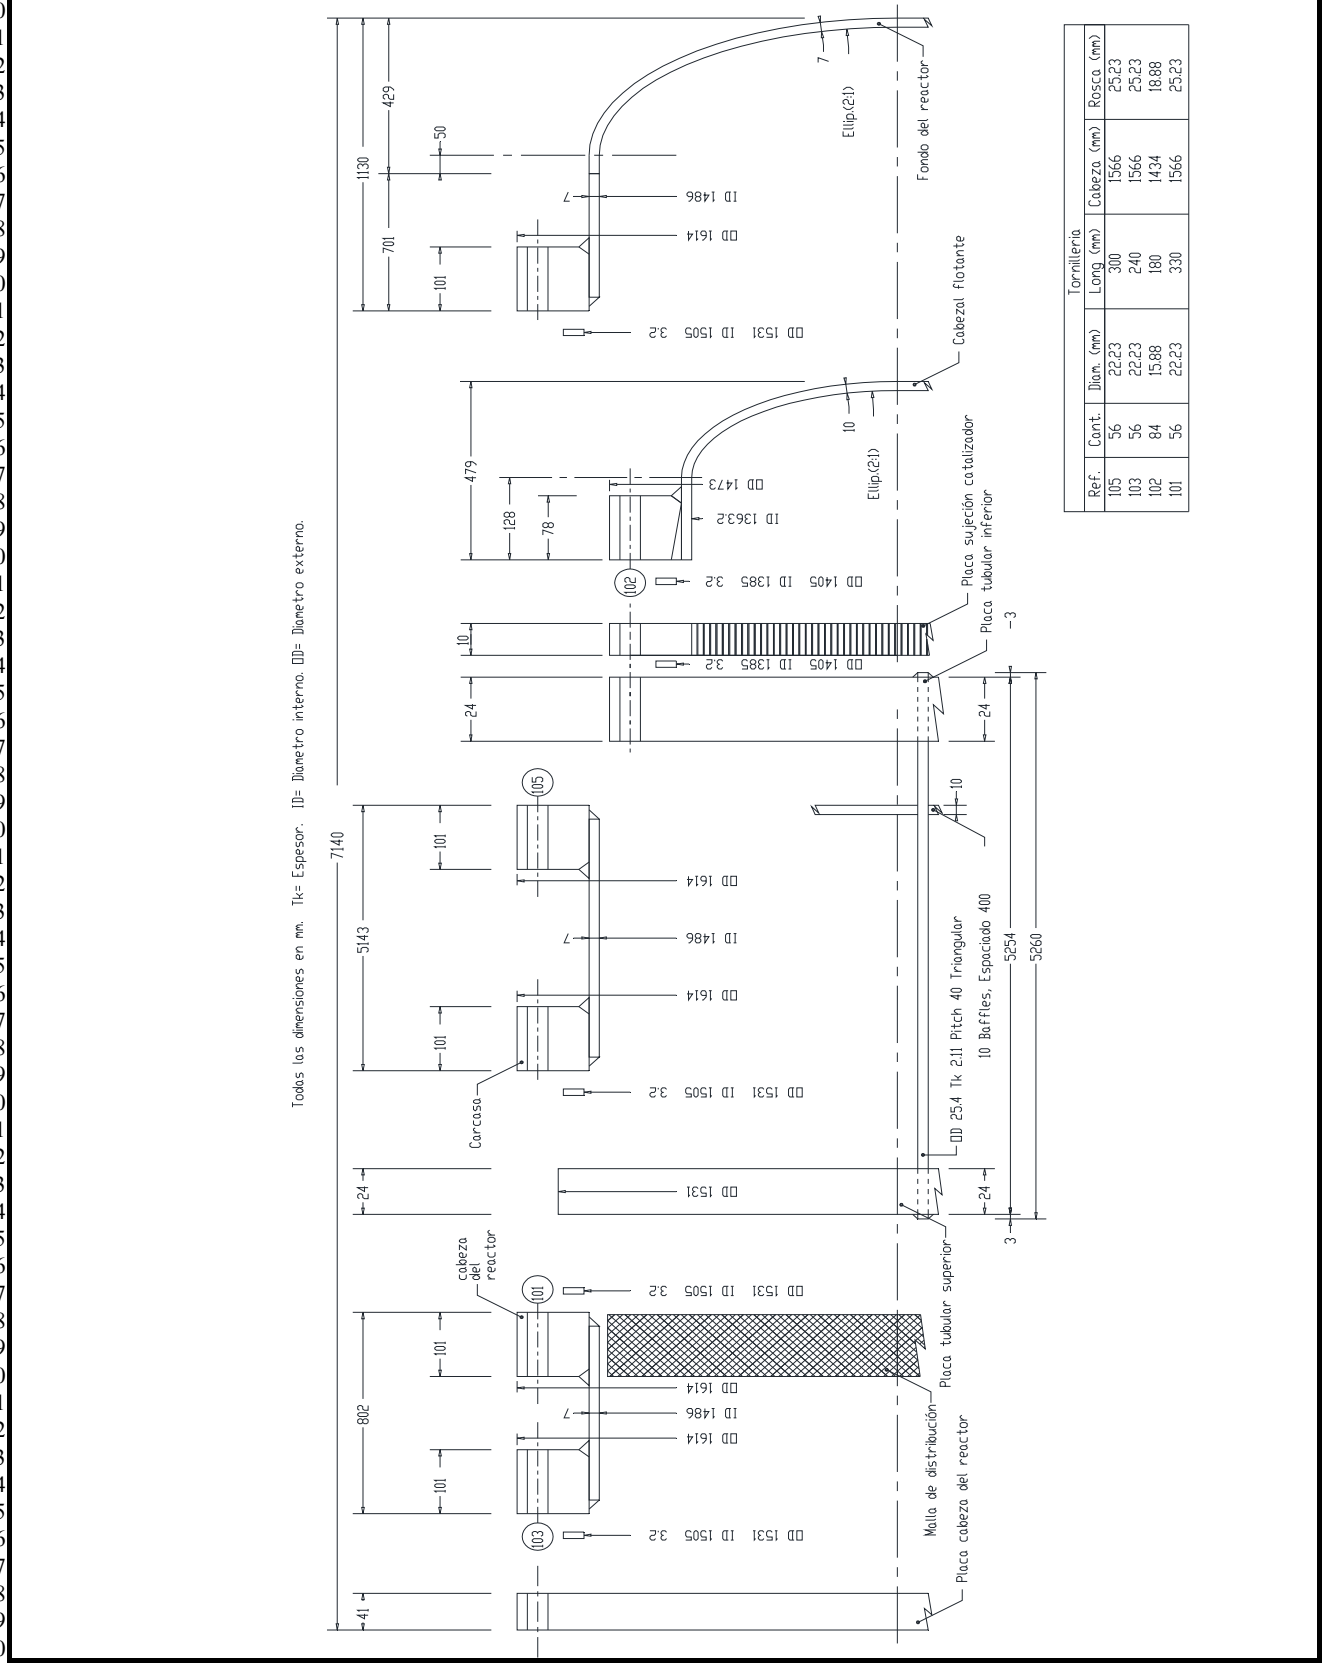 Todas las dimensiones en mm. Tk= Espesor. ID= Diametro interno. OD= Diametro externo.
7140
41
802
24
5143
1130
701
429
101
101
101
101
101
50
cabeza
del
reactor
Carcasa
24
10
479
128
78
103
101
105
102
7
7
7
OD 1531 ID 1505 3.2
OD 1614
ID 1486
OD 1614
OD 1531 ID 1505 3.2
OD 1531
OD 1531 ID 1505 3.2
OD 1614
ID 1486
OD 1614
OD 1405 ID 1385 3.2
OD 1405 ID 1385 3.2
ID 1363.2
OD 1473
OD 1531 ID 1505 3.2
OD 1614
ID 1486
7
Ellip.(2:1)
10
Ellip.(2:1)
Fondo del reactor
Cabezal flotante
Placa sujeción catalizador
Placa tubular inferior
Placa tubular superior
Malla de distribución
Placa cabeza del reactor
OD 25.4 Tk 2.11 Pitch 40 Triangular
10 Baffles, Espaciado 400
10
24
24
3
5254
3
5260
Tornilleria
Ref. Cant. Diam. (mm) Long (mm) Cabeza (mm) Rosca (mm)
105 56 22.23 300 1566 25.23
103 56 22.23 240 1566 25.23
102 84 15.88 180 1434 18.88
101 56 22.23 330 1566 25.23